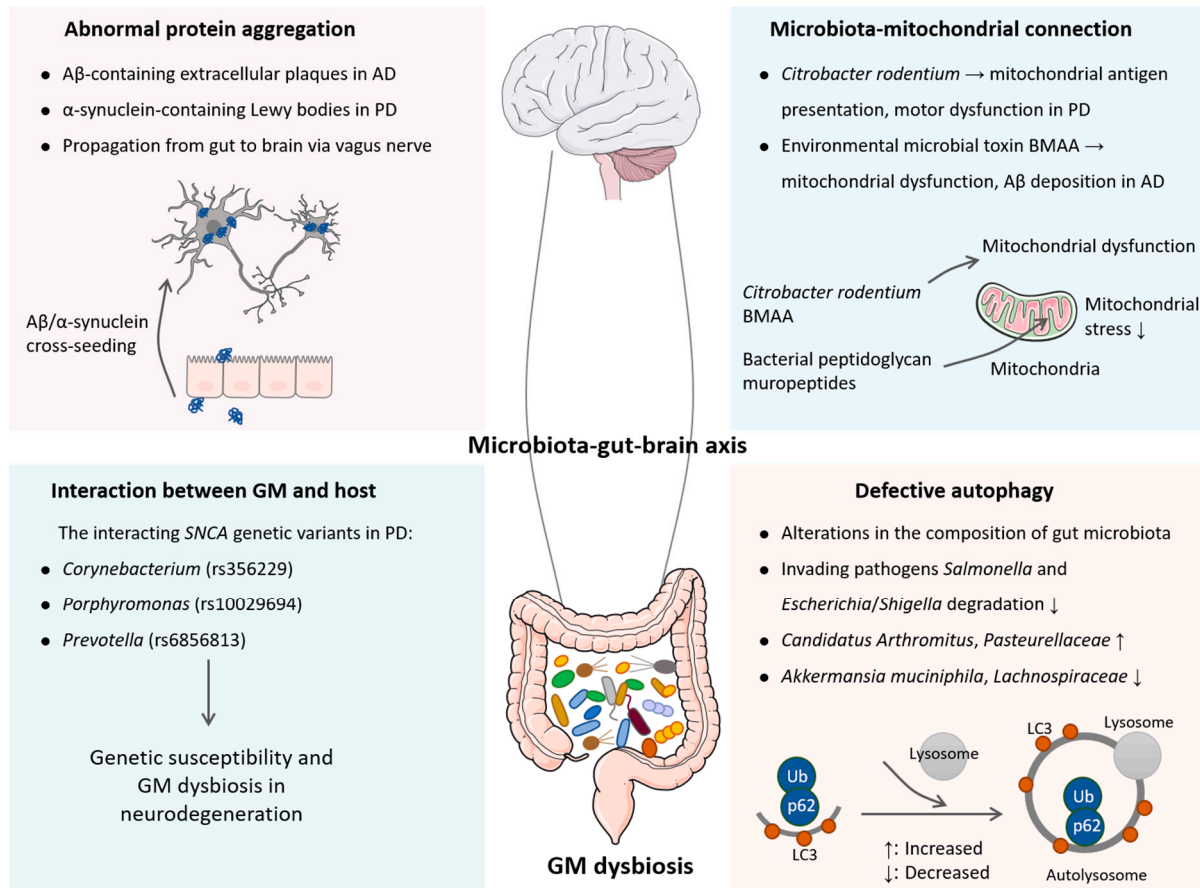 Abnormal protein aggregation
● Aβ-containing extracellular plaques in AD
● α-synuclein-containing Lewy bodies in PD
● Propagation from gut to brain via vagus nerve
Aβ/α-synuclein
cross-seeding
Microbiota-mitochondrial connection
● Citrobacter rodentium → mitochondrial antigen
presentation, motor dysfunction in PD
● Environmental microbial toxin BMAA →
mitochondrial dysfunction, Aβ deposition in AD
Mitochondrial dysfunction
Citrobacter rodentium
BMAA
Mitochondrial
stress ↓
Bacterial peptidoglycan
muropeptides
Mitochondria
Microbiota-gut-brain axis
Interaction between GM and host
The interacting SNCA genetic variants in PD:
● Corynebacterium (rs356229)
● Porphyromonas (rs10029694)
● Prevotella (rs6856813)
Genetic susceptibility and
GM dysbiosis in
neurodegeneration
GM dysbiosis
Defective autophagy
● Alterations in the composition of gut microbiota
● Invading pathogens Salmonella and
Escherichia/Shigella degradation ↓
● Candidatus Arthromitus, Pasteurellaceae ↑
● Akkermansia muciniphila, Lachnospiraceae ↓
Ub
p62
LC3
Lysosome
↑: Increased
↓: Decreased
LC3
Lysosome
Ub
p62
Autolysosome